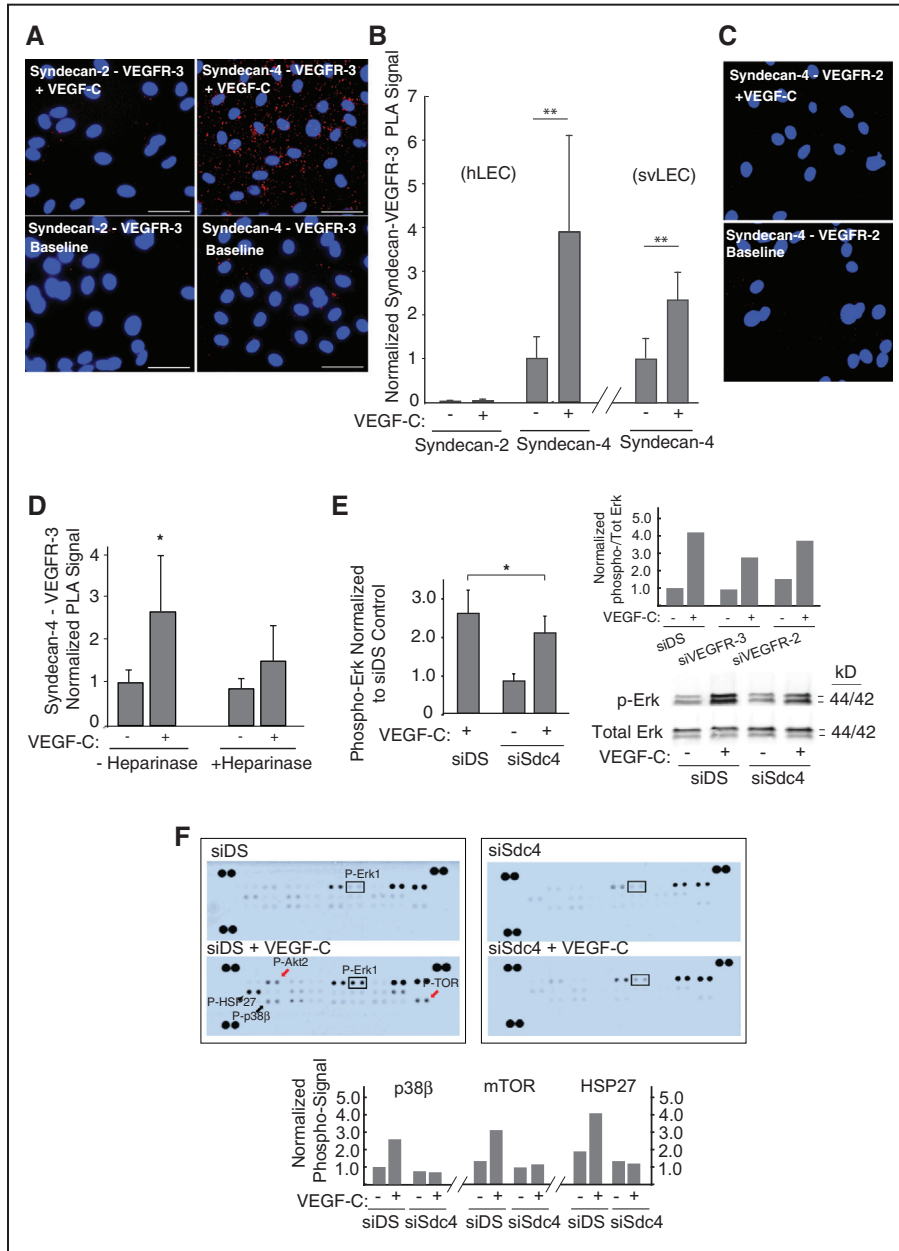 A
Syndecan-2 - VEGFR-3
+ VEGF-C
Syndecan-4 - VEGFR-3
+ VEGF-C
Syndecan-2 - VEGFR-3
Baseline
Syndecan-4 - VEGFR-3
Baseline
B
Normalized Syndecan-VEGFR-3 PLA Signal
7
6
5
4
3
2
1
0
**
**
(hLEC)
(svLEC)
VEGF-C: - + - + - +
Syndecan-2 Syndecan-4 Syndecan-4
C
Syndecan-4 - VEGFR-2
+VEGF-C
Syndecan-4 - VEGFR-2
Baseline
D
Syndecan-4 - VEGFR-3
Normalized PLA Signal
4
2
1
0
*
VEGF-C: - + - +
- Heparinase +Heparinase
E
Phospho-Erk Normalized
to siDS Control
3.0
2.0
1.0
0
*
VEGF-C: + - +
siDS siSdc4
Normalized
phospho-/Tot Erk
5.0
4.0
3.0
2.0
1.0
VEGF-C: - + - + - +
siDS siVEGFR-3 siVEGFR-2
kD
p-Erk 44/42
Total Erk 44/42
VEGF-C: - + - +
siDS siSdc4
F
siDS
P-Erk1
siDS + VEGF-C
P-Akt2
P-Erk1
P-TOR
P-HSP27
P-p38β
siSdc4
siSdc4 + VEGF-C
Normalized
Phospho-Signal
p38β mTOR HSP27
5.0 5.0
4.0 4.0
3.0 3.0
2.0 2.0
1.0 1.0
VEGF-C: - + - + - + - + - + - +
siDS siSdc4 siDS siSdc4 siDS siSdc4